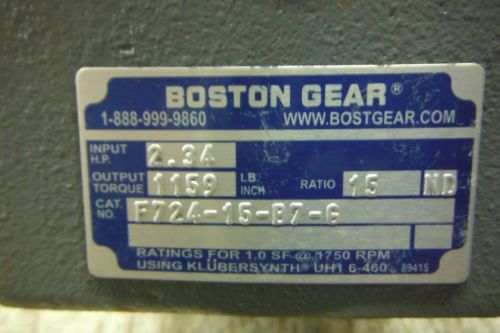 BOSTON GEAR®
1-888-999-9860 WWW.BOSTGEAR.COM
INPUT H.P. 2.34
OUTPUT TORQUE 1159 LB. INCH RATIO 15 ND
CAT. NO. F724-15-B7-G
RATINGS FOR 1.0 SF @ 1750 RPM
USING KLÜBERSYNTH® UH1 6-460 89415